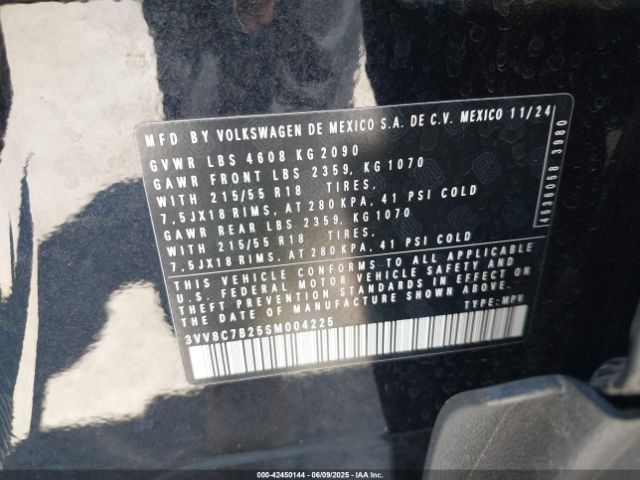 MFD BY VOLKSWAGEN DE MEXICO S.A. DE C.V. MEXICO 11/24
GVWR LBS 4608 KG 2090
GAWR FRONT LBS 2359, KG 1070
WITH 215/55 R18 TIRES,
7,5JX18 RIMS, AT 280 KPA, 41 PSI COLD
GAWR REAR LBS 2359, KG 1070
WITH 215/55 R18 TIRES,
7,5JX18 RIMS, AT 280 KPA, 41 PSI COLD
THIS VEHICLE CONFORMS TO ALL APPLICABLE
U.S. FEDERAL MOTOR VEHICLE SAFETY AND
THEFT PREVENTION STANDARDS IN EFFECT ON
THE DATE OF MANUFACTURE SHOWN ABOVE.
3VV8C7B25SM004225 TYPE: MPV
4536058 3980
000-42450144 | 06/09/2025 | IAAI